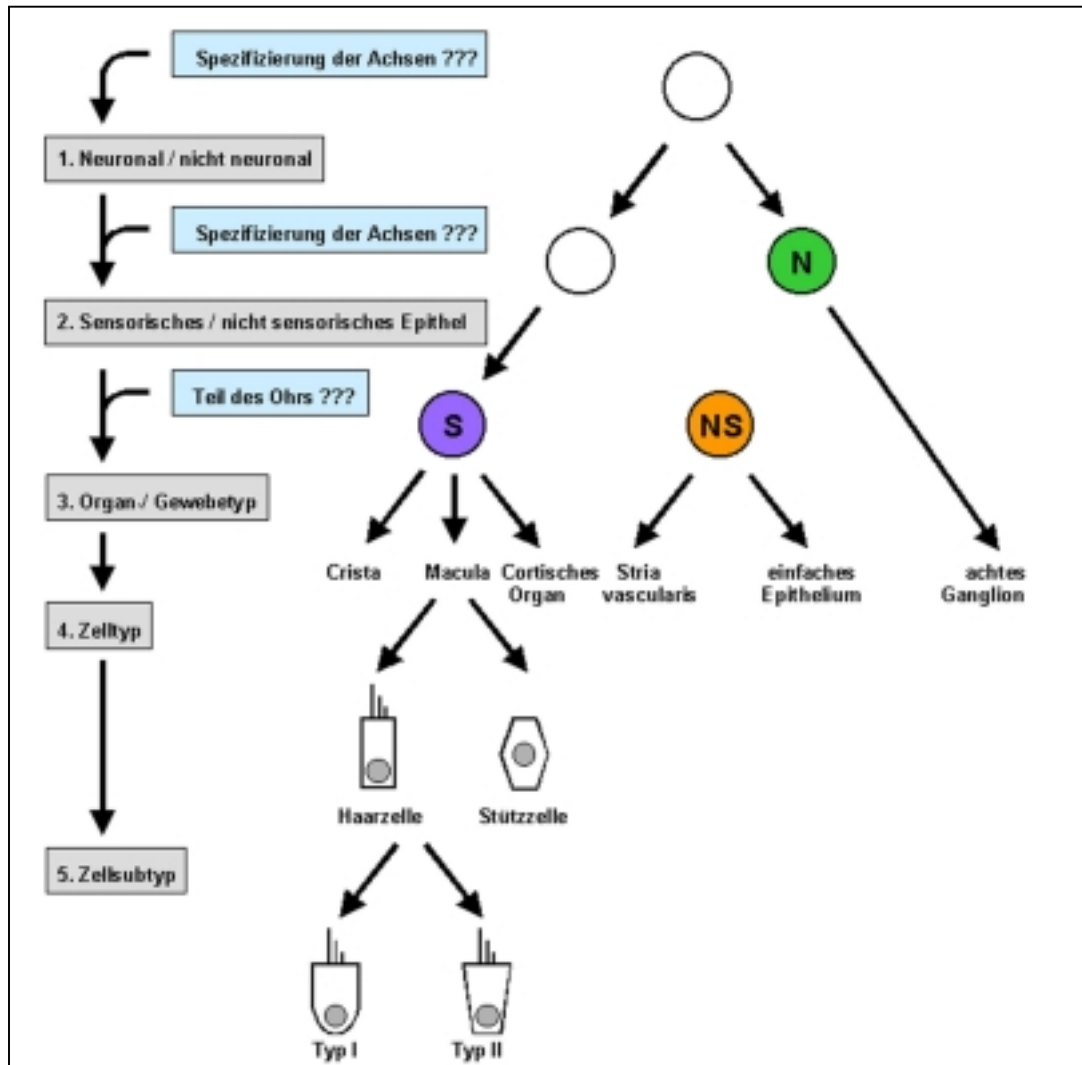 Spezifizierung der Achsen ???
1. Neuronal / nicht neuronal
Spezifizierung der Achsen ???
N
2. Sensorisches / nicht sensorisches Epithel
Teil des Ohrs ???
S
NS
3. Organ-/ Gewebetyp
Crista
Macula
Cortisches
Organ
Stria
vascularis
einfaches
Epithelium
achtes
Ganglion
4. Zelltyp
Haarzelle
Stützzelle
5. Zellsubtyp
Typ I
Typ II